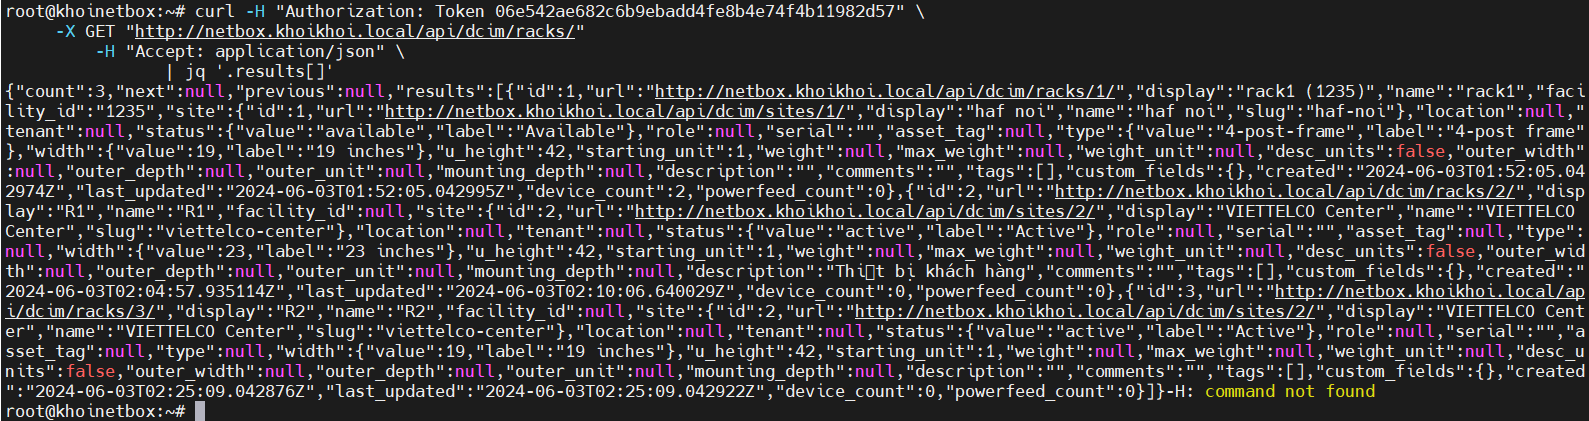 root@khoinetbox:~# curl -H "Authorization: Token 06e542ae682c6b9ebadd4fe8b4e74f4b11982d57" \
-X GET "http://netbox.khoikhoi.local/api/dcim/racks/"
-H "Accept: application/json" \
| jq '.results[]'
{"count":3,"next":null,"previous":null,"results":[{"id":1,"url":"http://netbox.khoikhoi.local/api/dcim/racks/1/","display":"rack1 (1235)","name":"rack1","faci
lity_id":"1235","site":{"id":1,"url":"http://netbox.khoikhoi.local/api/dcim/sites/1/","display":"haf noi","name":"haf noi","slug":"haf-noi"},"location":null,"
tenant":null,"status":{"value":"available","label":"Available"},"role":null,"serial":"","asset_tag":null,"type":{"value":"4-post-frame","label":"4-post frame"
},"width":{"value":19,"label":"19 inches"},"u_height":42,"starting_unit":1,"weight":null,"max_weight":null,"weight_unit":null,"desc_units":false,"outer_width"
:null,"outer_depth":null,"outer_unit":null,"mounting_depth":null,"description":"","comments":"","tags":[],"custom_fields":{},"created":"2024-06-03T01:52:05.04
2974Z","last_updated":"2024-06-03T01:52:05.042995Z","device_count":2,"powerfeed_count":0},{"id":2,"url":"http://netbox.khoikhoi.local/api/dcim/racks/2/","disp
lay":"R1","name":"R1","facility_id":null,"site":{"id":2,"url":"http://netbox.khoikhoi.local/api/dcim/sites/2/","display":"VIETTELCO Center","name":"VIETTELCO
Center","slug":"viettelco-center"},"location":null,"tenant":null,"status":{"value":"active","label":"Active"},"role":null,"serial":"","asset_tag":null,"type":
null,"width":{"value":23,"label":"23 inches"},"u_height":42,"starting_unit":1,"weight":null,"max_weight":null,"weight_unit":null,"desc_units":false,"outer_wid
th":null,"outer_depth":null,"outer_unit":null,"mounting_depth":null,"description":"Thi▯t bị khách hàng","comments":"","tags":[],"custom_fields":{},"created":"
2024-06-03T02:04:57.935114Z","last_updated":"2024-06-03T02:10:06.640029Z","device_count":0,"powerfeed_count":0},{"id":3,"url":"http://netbox.khoikhoi.local/ap
i/dcim/racks/3/","display":"R2","name":"R2","facility_id":null,"site":{"id":2,"url":"http://netbox.khoikhoi.local/api/dcim/sites/2/","display":"VIETTELCO Cent
er","name":"VIETTELCO Center","slug":"viettelco-center"},"location":null,"tenant":null,"status":{"value":"active","label":"Active"},"role":null,"serial":"","a
sset_tag":null,"type":null,"width":{"value":19,"label":"19 inches"},"u_height":42,"starting_unit":1,"weight":null,"max_weight":null,"weight_unit":null,"desc_u
nits":false,"outer_width":null,"outer_depth":null,"outer_unit":null,"mounting_depth":null,"description":"","comments":"","tags":[],"custom_fields":{},"created
":"2024-06-03T02:25:09.042876Z","last_updated":"2024-06-03T02:25:09.042922Z","device_count":0,"powerfeed_count":0}]}-H: command not found
root@khoinetbox:~#